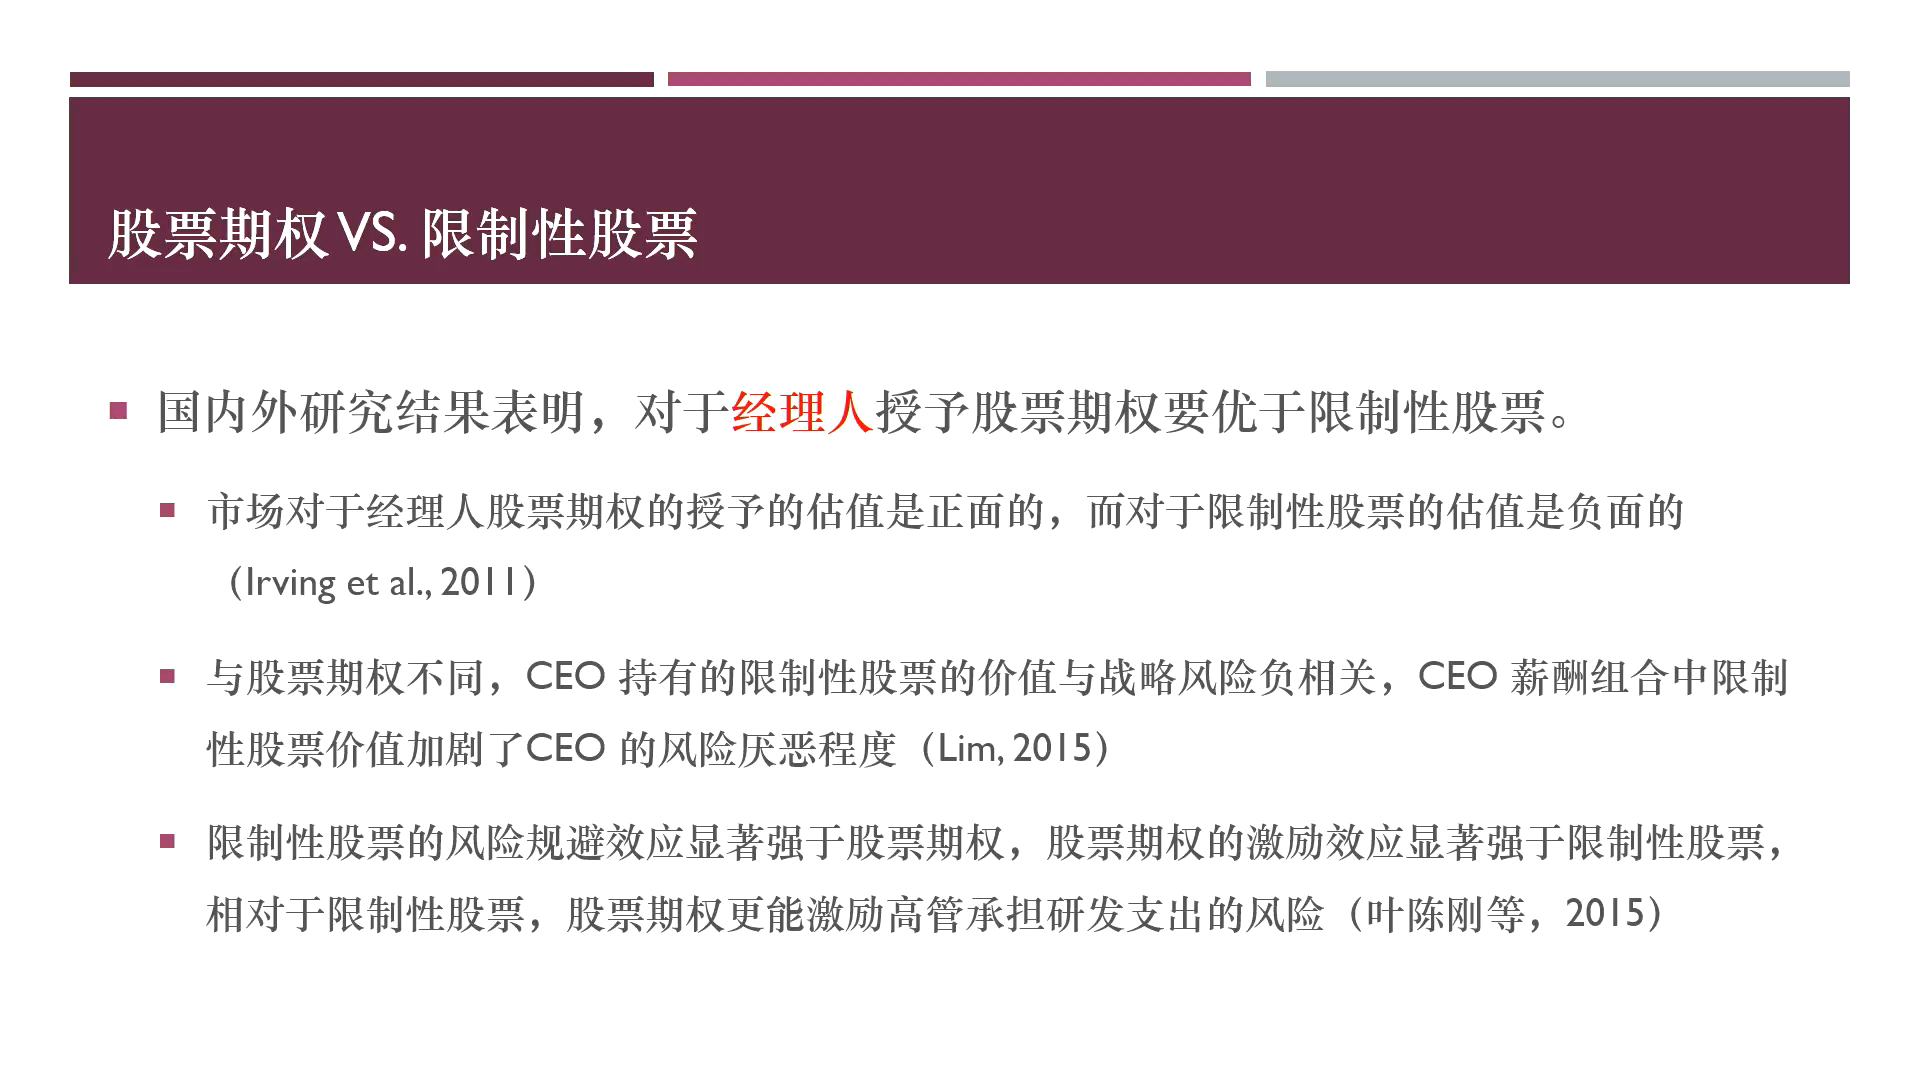 股票期权 VS. 限制性股票
国内外研究结果表明，对于经理人授予股票期权要优于限制性股票。
市场对于经理人股票期权的授予的估值是正面的，而对于限制性股票的估值是负面的
（Irving et al., 2011）
与股票期权不同，CEO 持有的限制性股票的价值与战略风险负相关，CEO 薪酬组合中限制
性股票价值加剧了CEO 的风险厌恶程度（Lim, 2015）
限制性股票的风险规避效应显著强于股票期权，股票期权的激励效应显著强于限制性股票，
相对于限制性股票，股票期权更能激励高管承担研发支出的风险（叶陈刚等，2015）